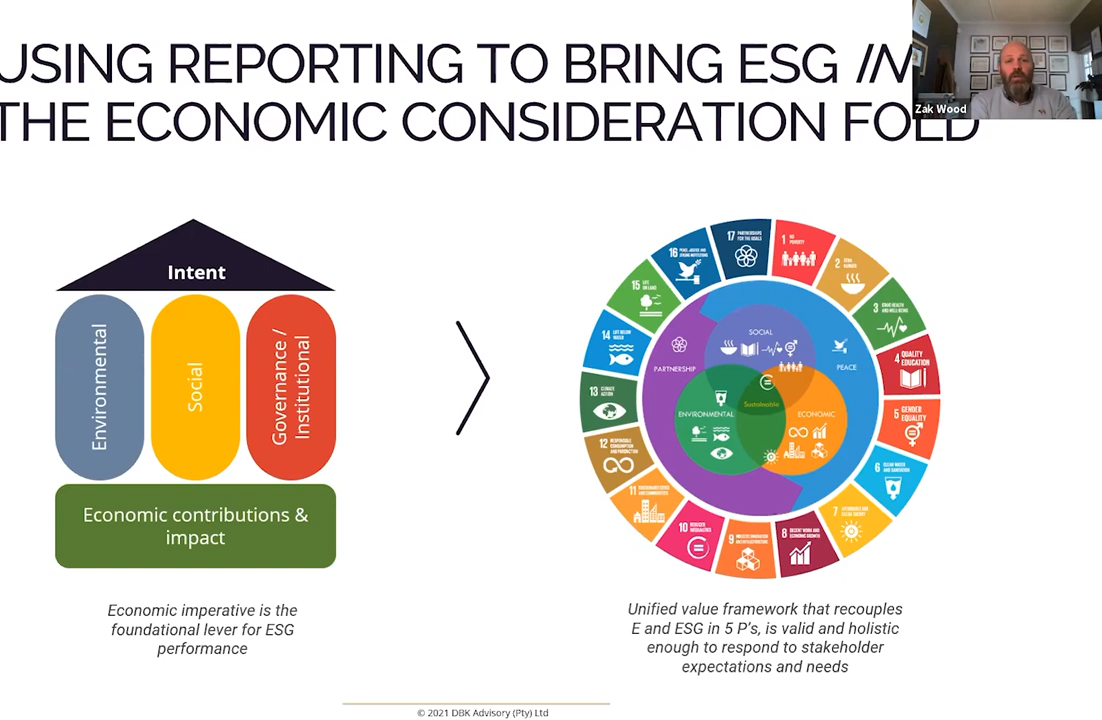 USING REPORTING TO BRING ESG IN
THE ECONOMIC CONSIDERATION FOLD
Zak Wood
Intent
Environmental
Social
Governance /
Institutional
Economic contributions &
impact
Economic imperative is the
foundational lever for ESG
performance
17 PARTNERSHIPS
FOR THE GOALS
1 NO
POVERTY
2 ZERO
HUNGER
3 GOOD HEALTH
AND WELL-BEING
4 QUALITY
EDUCATION
5 GENDER
EQUALITY
6 CLEAN WATER
AND SANITATION
7 AFFORDABLE AND
CLEAN ENERGY
8 DECENT WORK AND
ECONOMIC GROWTH
9
10 REDUCED
INEQUALITIES
11 SUSTAINABLE CITIES
AND COMMUNITIES
12 RESPONSIBLE
CONSUMPTION
AND PRODUCTION
13 CLIMATE
ACTION
14 LIFE BELOW
WATER
15 LIFE
ON LAND
16 PEACE, JUSTICE AND
STRONG INSTITUTIONS
SOCIAL
PARTNERSHIP
PEACE
Sustainable
ENVIRONMENTAL
ECONOMIC
Unified value framework that recouples
E and ESG in 5 P's, is valid and holistic
enough to respond to stakeholder
expectations and needs
© 2021 DBK Advisory (Pty) Ltd